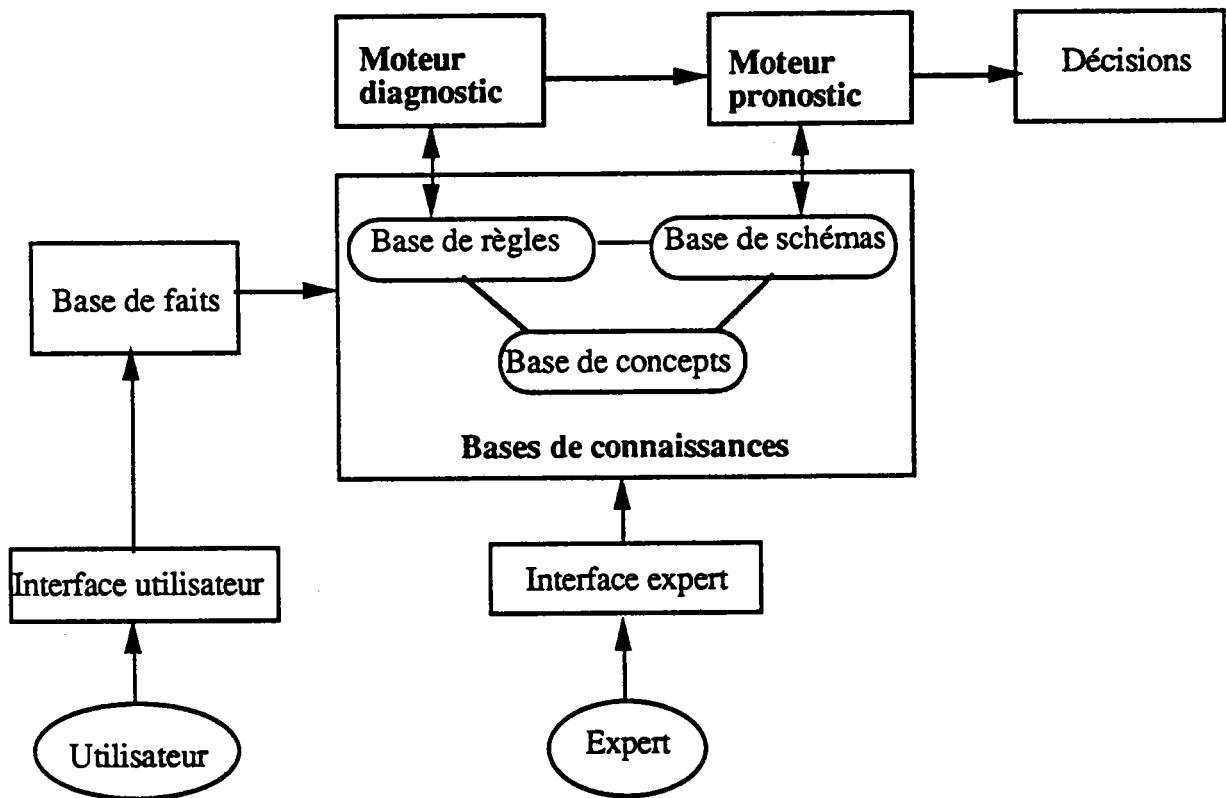 Moteur
diagnostic
Moteur
pronostic
Décisions
Base de règles
Base de schémas
Base de faits
Base de concepts
Bases de connaissances
Interface utilisateur
Interface expert
Utilisateur
Expert